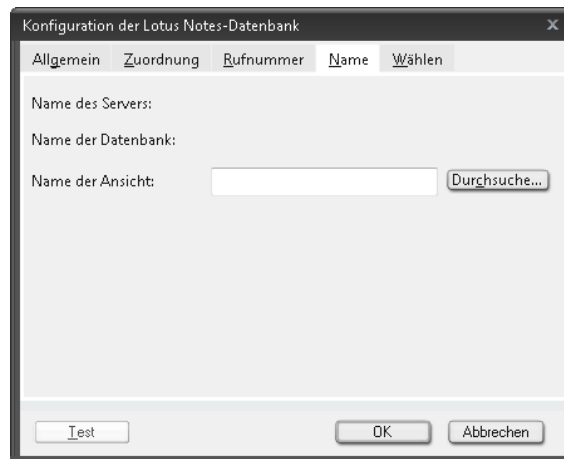 Konfiguration der Lotus Notes-Datenbank x
Allgemein Zuordnung Rufnummer Name Wählen
Name des Servers:
Name der Datenbank:
Name der Ansicht: Durchsuche...
Test OK Abbrechen